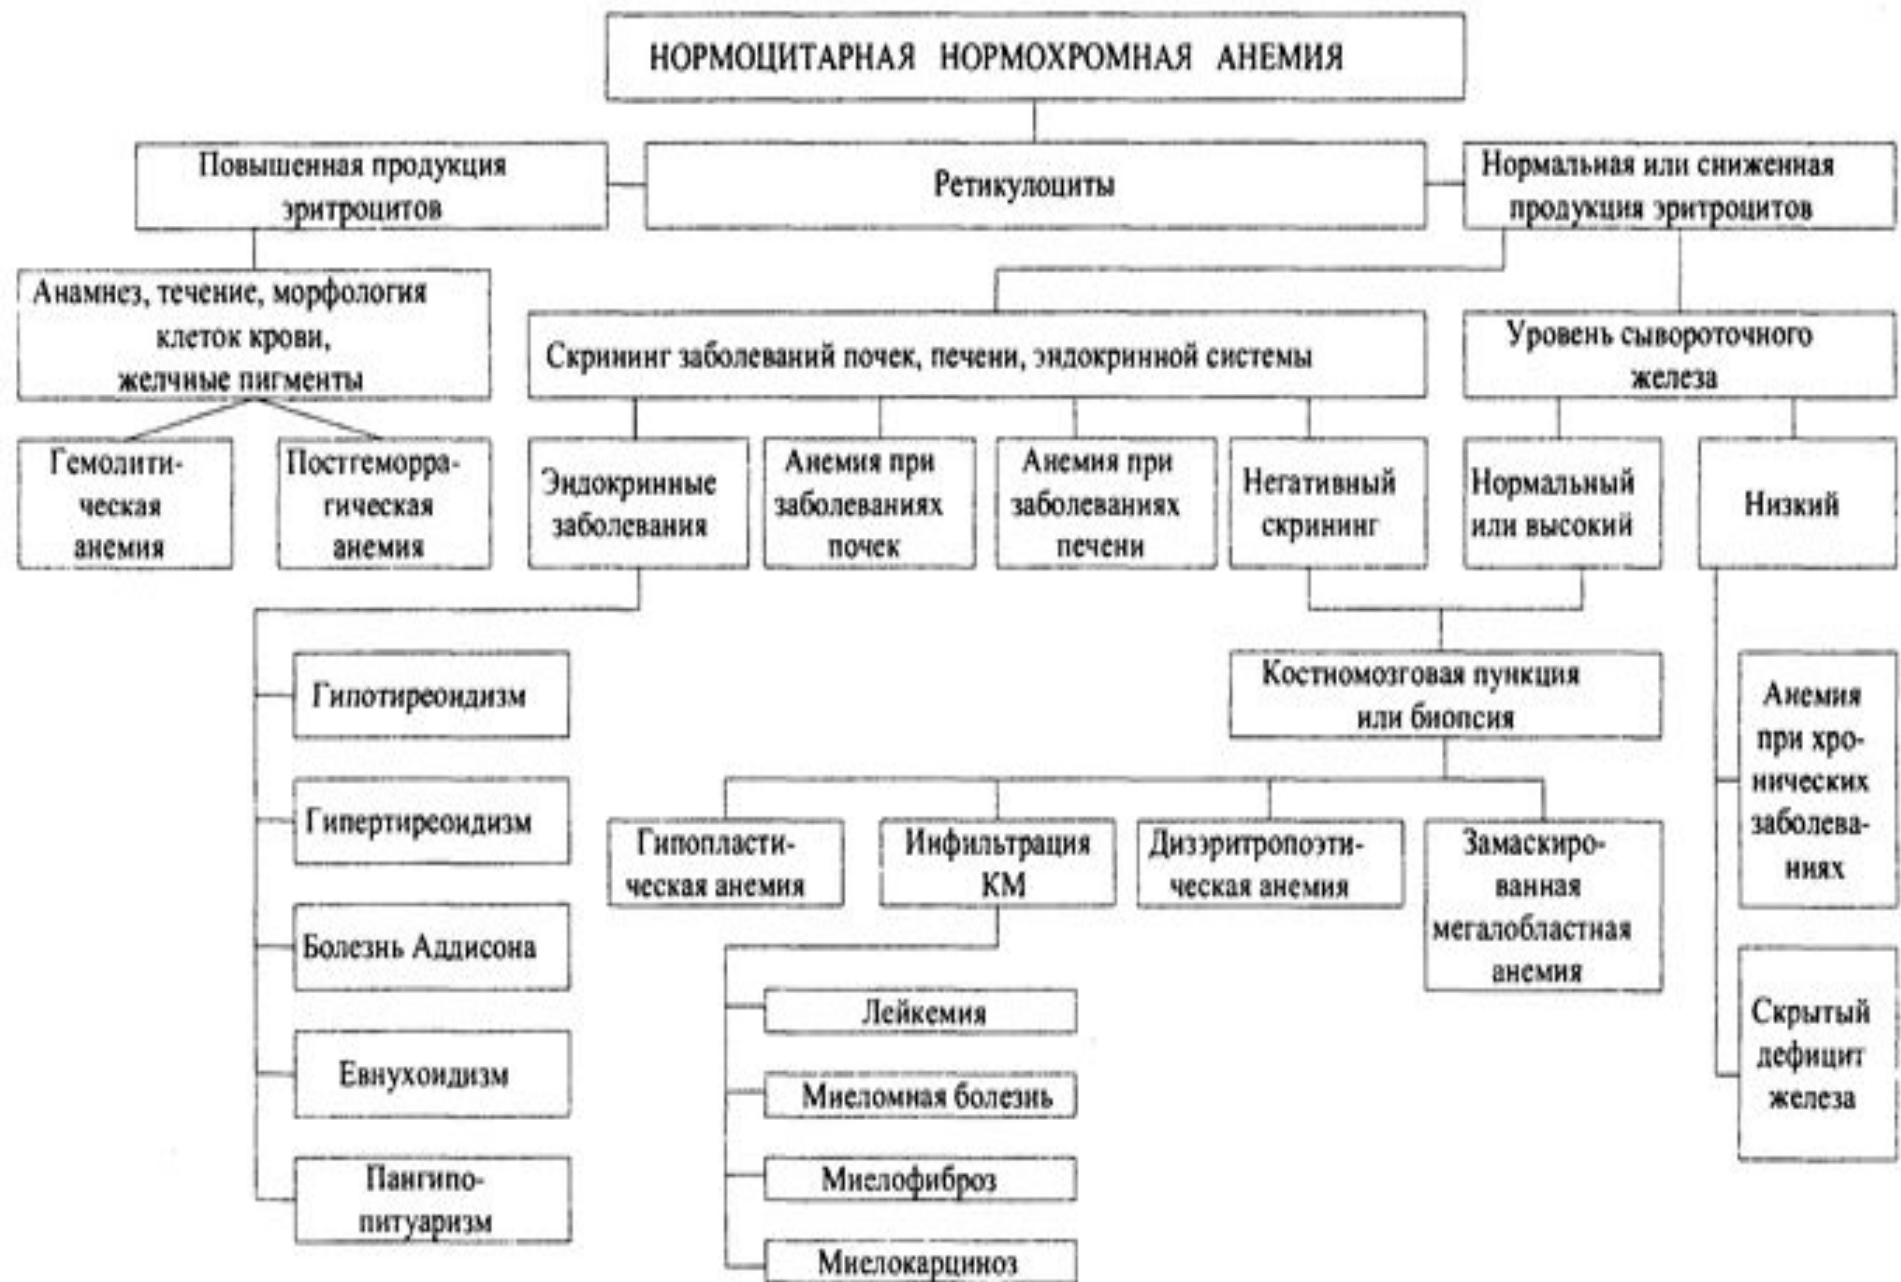 НОРМОЦИТАРНАЯ НОРМОХРОМНАЯ АНЕМИЯ
Повышенная продукция
эритроцитов
Ретикулоциты
Нормальная или сниженная
продукция эритроцитов
Анамнез, течение, морфология
клеток крови,
желчные пигменты
Скрининг заболеваний почек, печени, эндокринной системы
Уровень сывороточного
железа
Гемолити-
ческая
анемия
Постгеморра-
гическая
анемия
Эндокринные
заболевания
Анемия при
заболеваниях
почек
Анемия при
заболеваниях
печени
Негативный
скрининг
Нормальный
или высокий
Низкий
Гипотиреоидизм
Гипертиреоидизм
Болезнь Аддисона
Евнухоидизм
Пангипо-
питуаризм
Костномозговая пункция
или биопсия
Гипопласти-
ческая анемия
Инфильтрация
КМ
Дизэритропоэти-
ческая анемия
Замаскиро-
ванная
мегалобластная
анемия
Лейкемия
Миеломная болезнь
Миелофиброз
Миелокарциноз
Анемия
при хро-
нических
заболева-
ниях
Скрытый
дефицит
железа